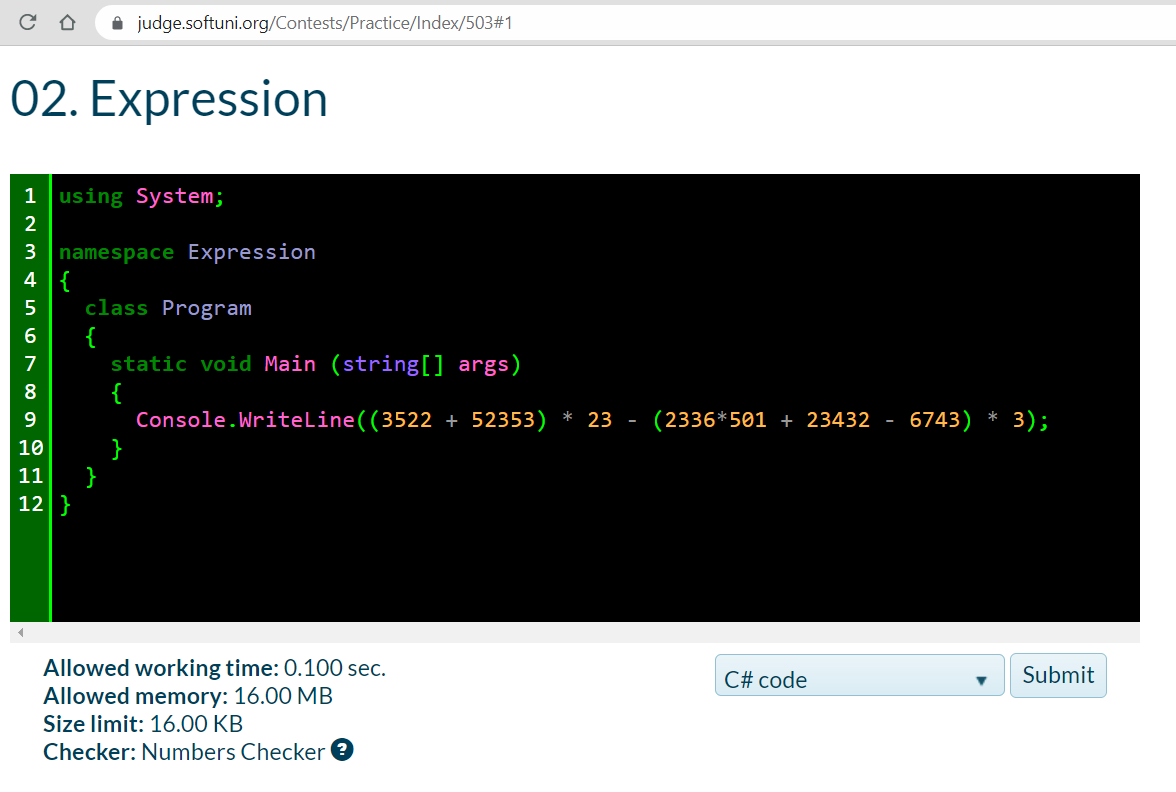 judge.softuni.org/Contests/Practice/Index/503#1
02. Expression
1 using System;
2
3 namespace Expression
4 {
5 class Program
6 {
7 static void Main (string[] args)
8 {
9 Console.WriteLine((3522 + 52353) * 23 - (2336*501 + 23432 - 6743) * 3);
10 }
11 }
12 }
Allowed working time: 0.100 sec.
Allowed memory: 16.00 MB
Size limit: 16.00 KB
Checker: Numbers Checker ?
C# code
Submit